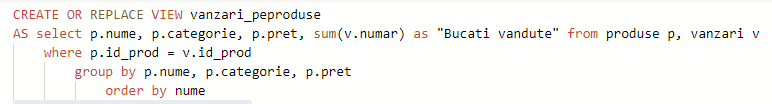 CREATE OR REPLACE VIEW vanzari_peproduse
AS select p.nume, p.categorie, p.pret, sum(v.numar) as "Bucati vandute" from produse p, vanzari v
where p.id_prod = v.id_prod
group by p.nume, p.categorie, p.pret
order by nume